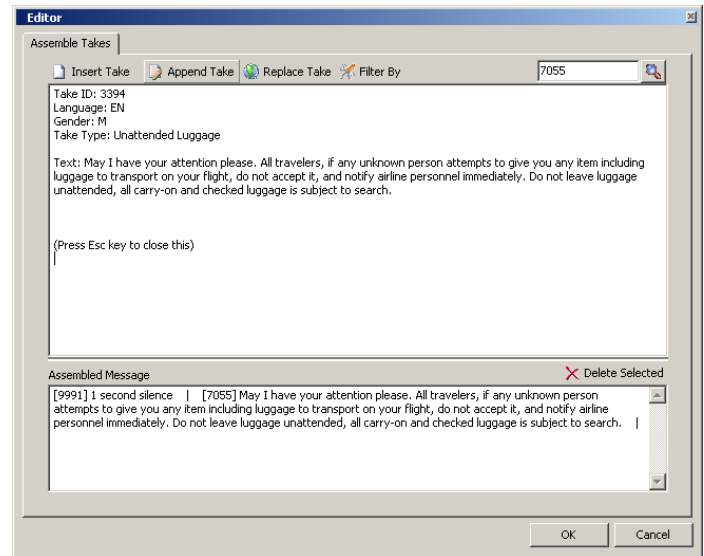 Editor
Assemble Takes
Insert Take Append Take Replace Take Filter By 7055
Take ID: 3394
Language: EN
Gender: M
Take Type: Unattended Luggage
Text: May I have your attention please. All travelers, if any unknown person attempts to give you any item including
luggage to transport on your flight, do not accept it, and notify airline personnel immediately. Do not leave luggage
unattended, all carry-on and checked luggage is subject to search.
(Press Esc key to close this)
Assembled Message Delete Selected
[9991] 1 second silence | [7055] May I have your attention please. All travelers, if any unknown person
attempts to give you any item including luggage to transport on your flight, do not accept it, and notify airline
personnel immediately. Do not leave luggage unattended, all carry-on and checked luggage is subject to search. |
OK Cancel